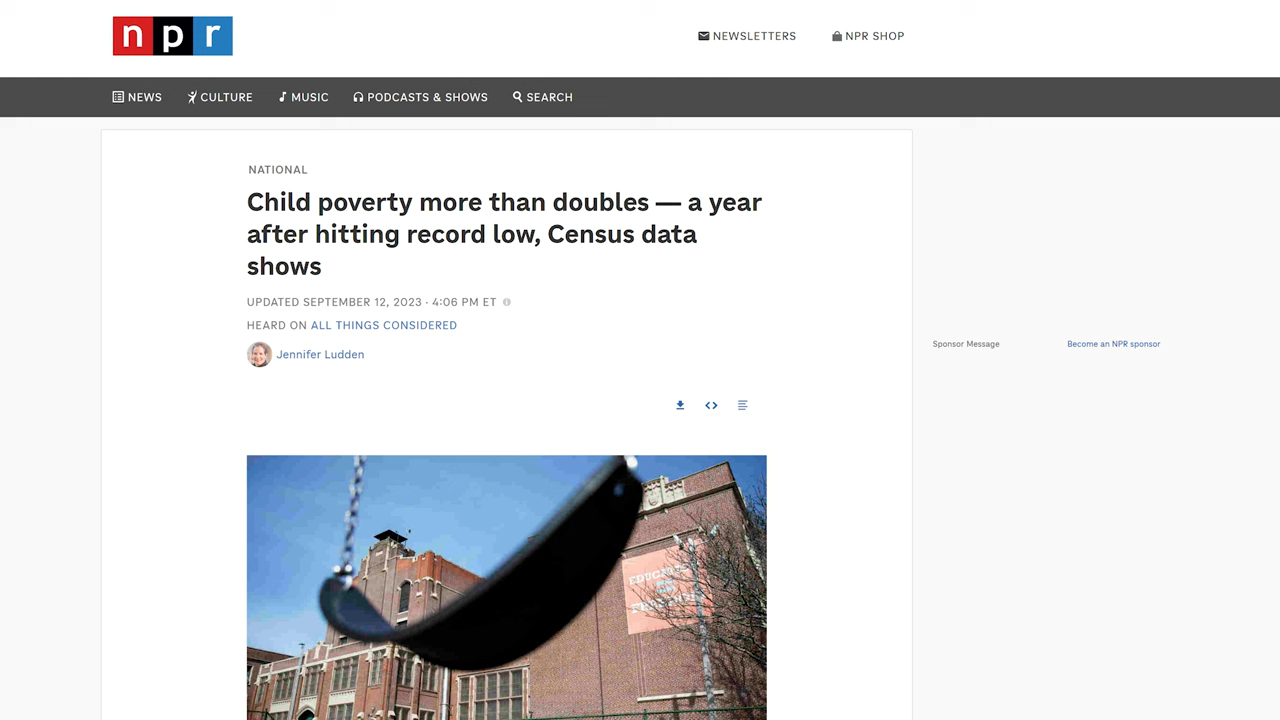 npr
NEWSLETTERS
NPR SHOP
NEWS
CULTURE
MUSIC
PODCASTS & SHOWS
SEARCH
NATIONAL
Child poverty more than doubles — a year
after hitting record low, Census data
shows
UPDATED SEPTEMBER 12, 2023 · 4:06 PM ET
HEARD ON ALL THINGS CONSIDERED
Jennifer Ludden
Sponsor Message
Become an NPR sponsor